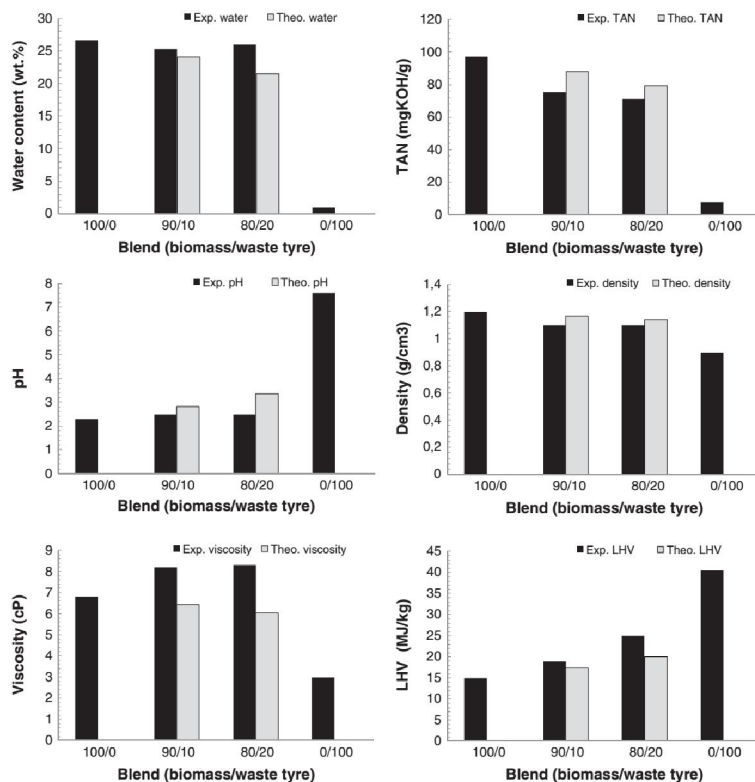 Exp. water Theo. water
30
25
20
15
10
5
0
Water content (wt.%)
100/0 90/10 80/20 0/100
Blend (biomass/waste tyre)
Exp. TAN Theo. TAN
120
100
80
60
40
20
0
TAN (mgKOH/g)
100/0 90/10 80/20 0/100
Blend (biomass/waste tyre)
Exp. pH Theo. pH
8
7
6
5
4
3
2
1
0
pH
100/0 90/10 80/20 0/100
Blend (biomass/waste tyre)
Exp. density Theo. density
1,4
1,2
1
0,8
0,6
0,4
0,2
0
Density (g/cm3)
100/0 90/10 80/20 0/100
Blend (biomass/waste tyre)
Exp. viscosity Theo. viscosity
9
8
7
6
5
4
3
2
1
0
Viscosity (cP)
100/0 90/10 80/20 0/100
Blend (biomass/waste tyre)
Exp. LHV Theo. LHV
45
40
35
30
25
20
15
10
5
0
LHV (MJ/kg)
100/0 90/10 80/20 0/100
Blend (biomass/waste tyre)